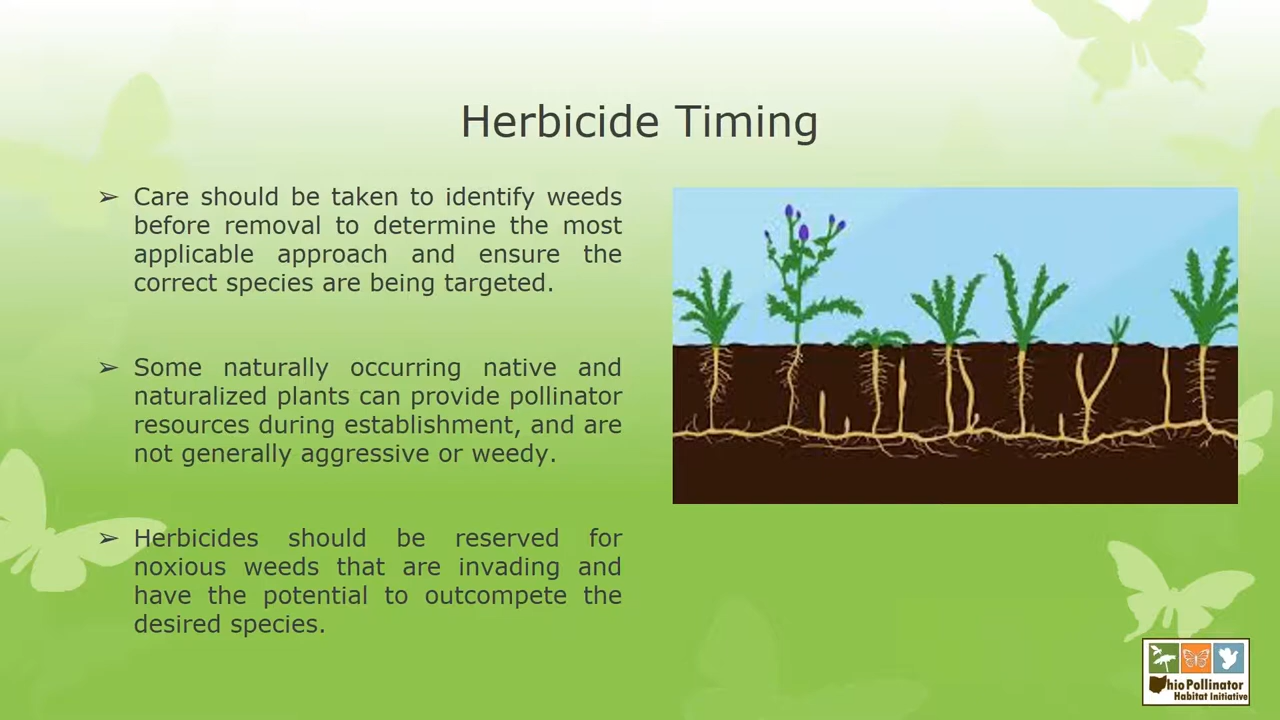 Herbicide Timing
➢ Care should be taken to identify weeds
before removal to determine the most
applicable approach and ensure the
correct species are being targeted.
➢ Some naturally occurring native and
naturalized plants can provide pollinator
resources during establishment, and are
not generally aggressive or weedy.
➢ Herbicides should be reserved for
noxious weeds that are invading and
have the potential to outcompete the
desired species.
hio Pollinator
Habitat Initiative